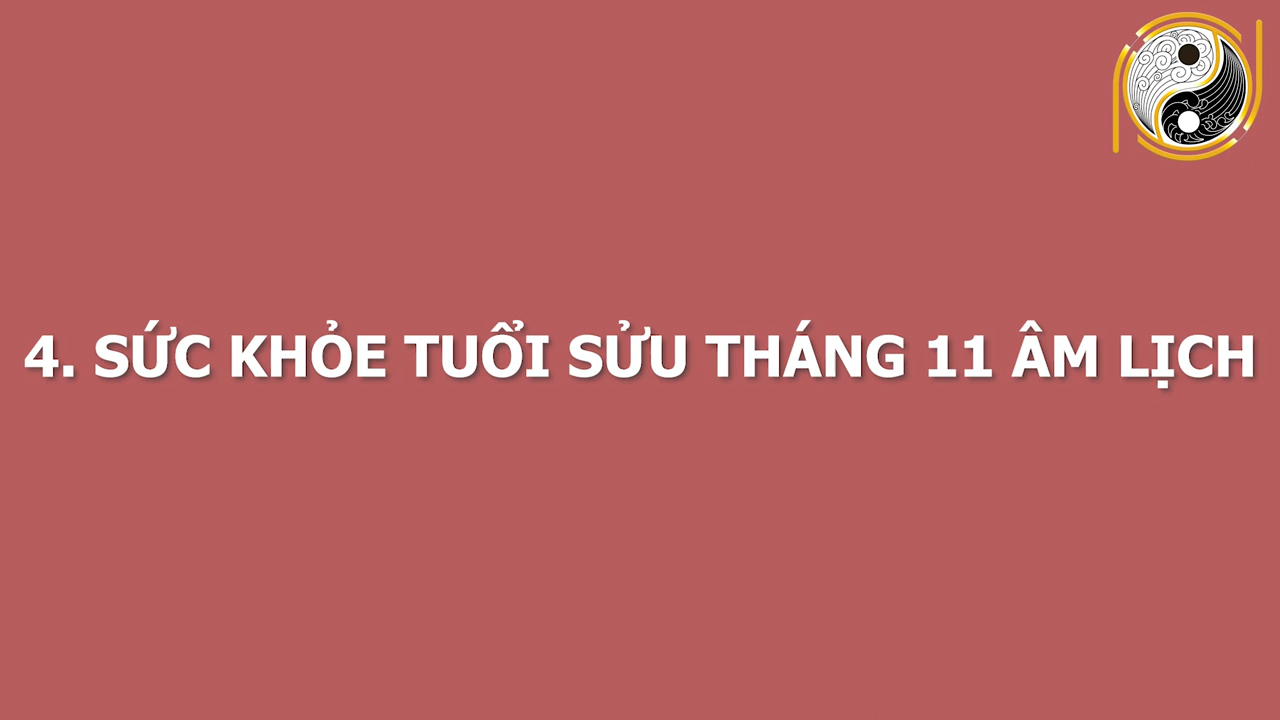 4. SỨC KHỎE TUỔI SỬU THÁNG 11 ÂM LỊCH